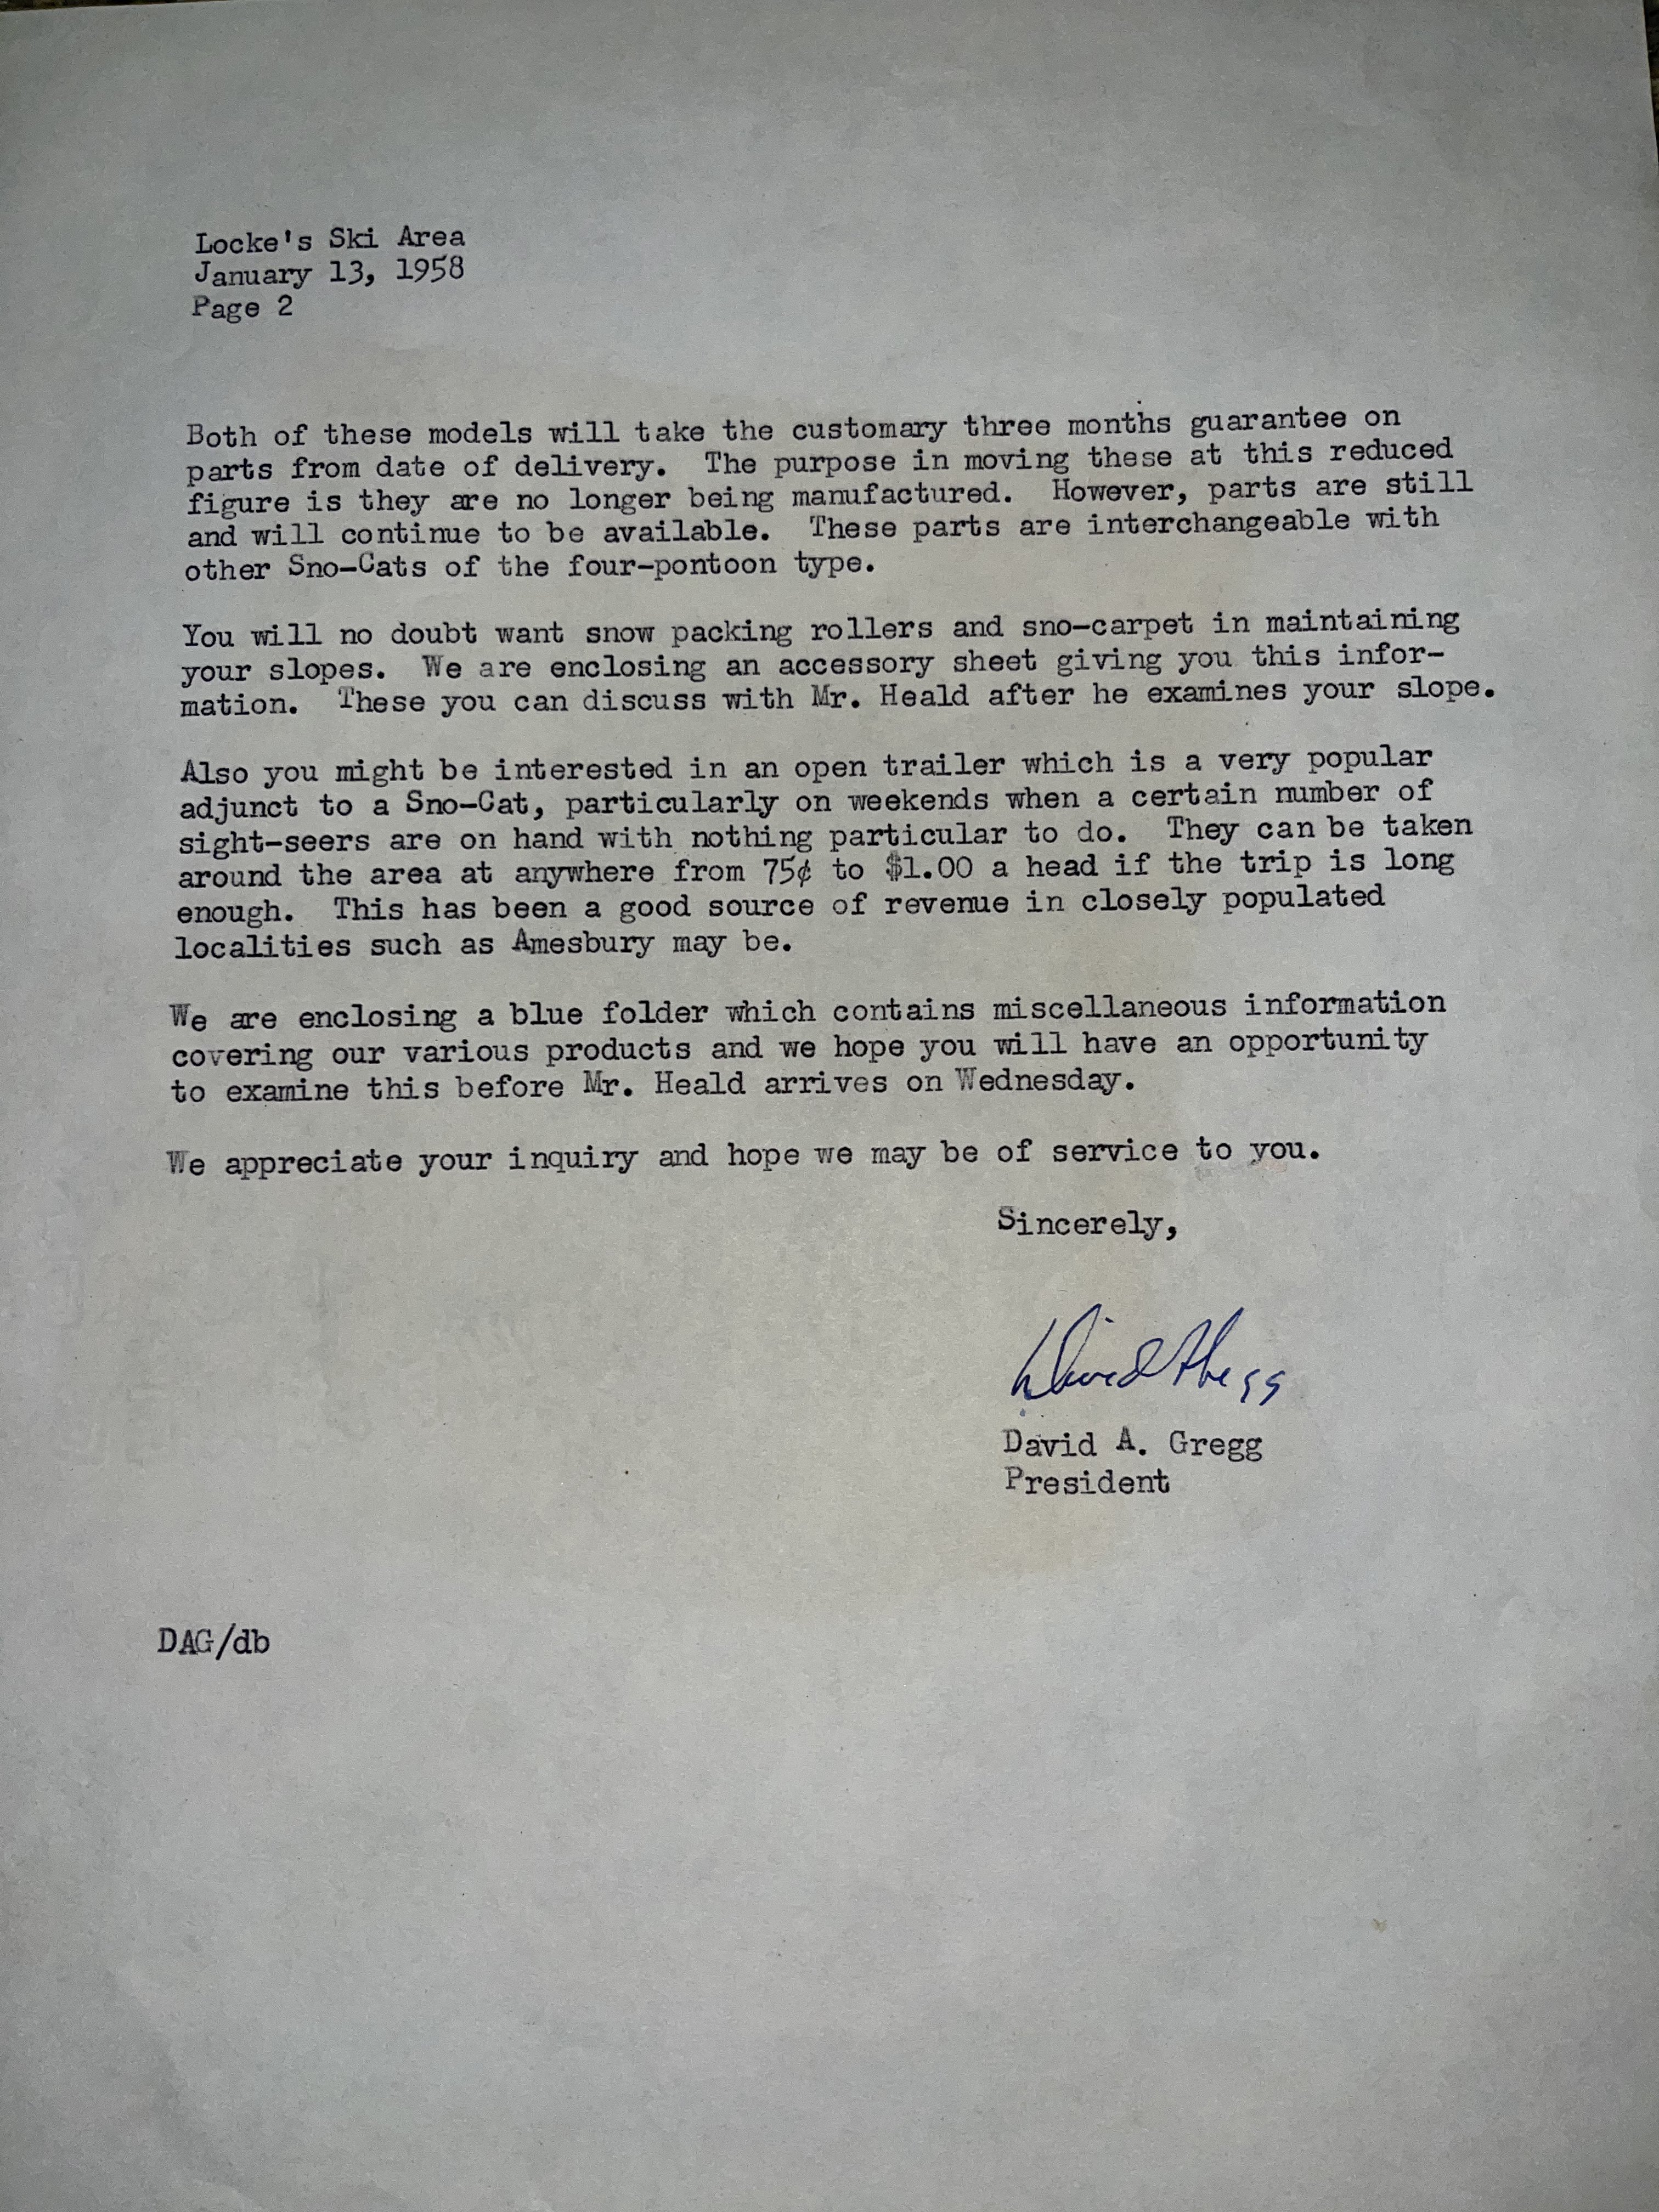 Locke's Ski Area
January 13, 1958
Page 2
Both of these models will take the customary three months guarantee on
parts from date of delivery. The purpose in moving these at this reduced
figure is they are no longer being manufactured. However, parts are still
and will continue to be available. These parts are interchangeable with
other Sno-Cats of the four-pontoon type.
You will no doubt want snow packing rollers and sno-carpet in maintaining
your slopes. We are enclosing an accessory sheet giving you this infor-
mation. These you can discuss with Mr. Heald after he examines your slope.
Also you might be interested in an open trailer which is a very popular
adjunct to a Sno-Cat, particularly on weekends when a certain number of
sight-seers are on hand with nothing particular to do. They can be taken
around the area at anywhere from 75¢ to $1.00 a head if the trip is long
enough. This has been a good source of revenue in closely populated
localities such as Amesbury may be.
We are enclosing a blue folder which contains miscellaneous information
covering our various products and we hope you will have an opportunity
to examine this before Mr. Heald arrives on Wednesday.
We appreciate your inquiry and hope we may be of service to you.
Sincerely,
David A Gregg
David A. Gregg
President
DAG/db